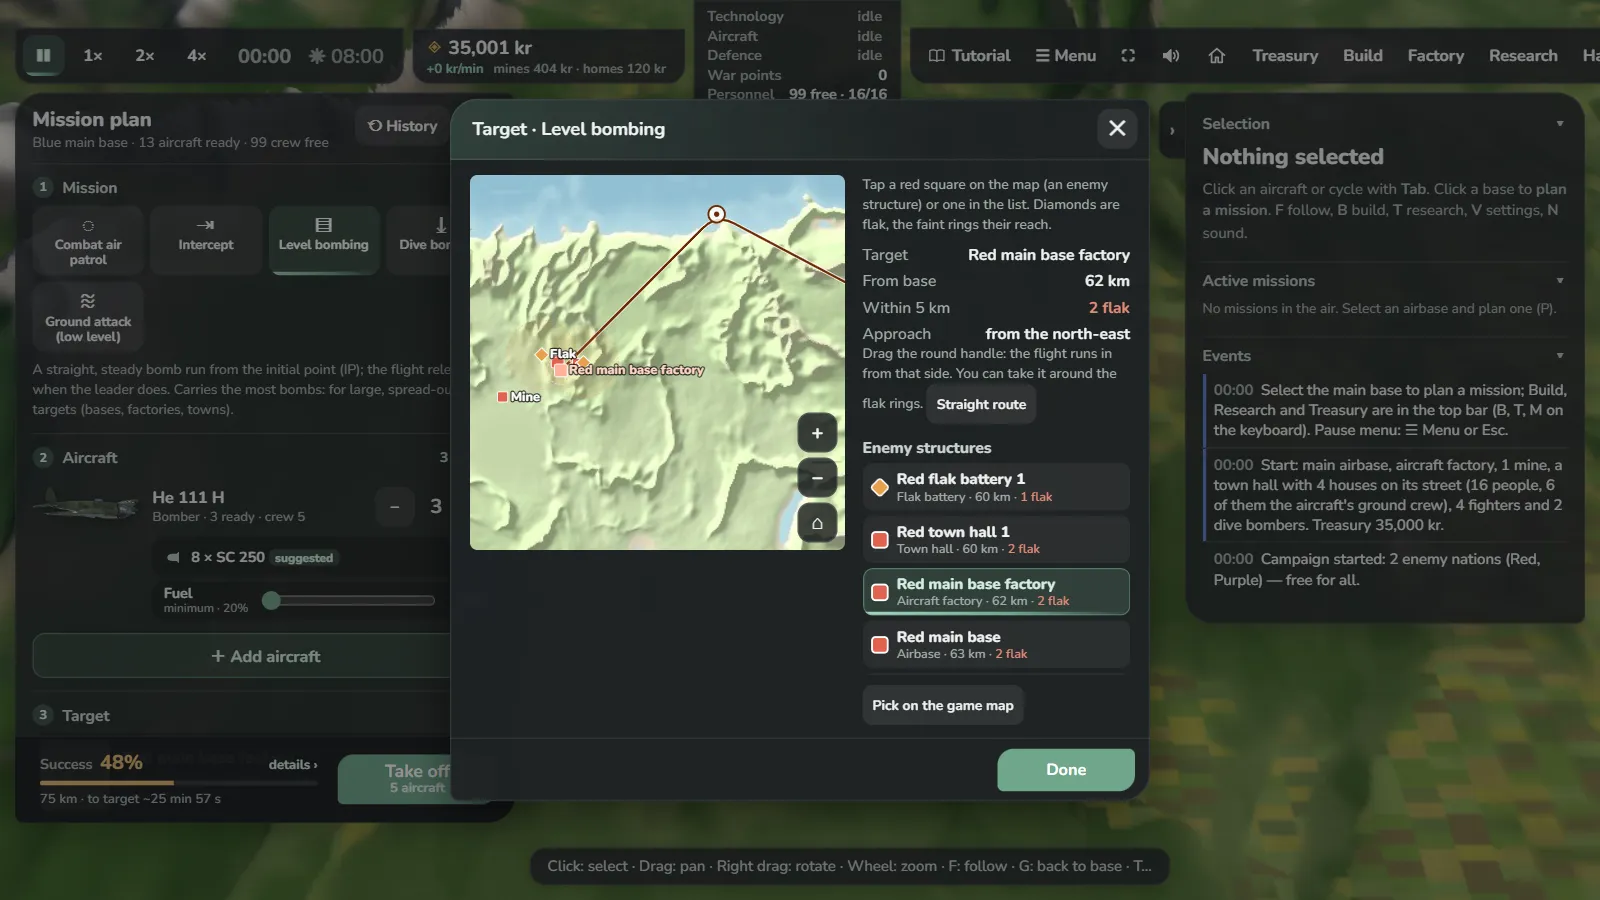 Technology idle
Aircraft idle
Defence idle
War points 0
Personnel 99 free · 16/16
1×
2×
4×
00:00
08:00
35,001 kr
+0 kr/min mines 404 kr · homes 120 kr
Tutorial
Menu
Treasury
Build
Factory
Research
Ha
Mission plan
Blue main base · 13 aircraft ready · 99 crew free
History
1 Mission
Combat air
patrol
Intercept
Level bombing
Dive bor
Ground attack
(low level)
A straight, steady bomb run from the initial point (IP); the flight rele
when the leader does. Carries the most bombs: for large, spread-ou
targets (bases, factories, towns).
2 Aircraft 3
He 111 H
Bomber · 3 ready · crew 5
− 3
8 × SC 250 suggested
Fuel
minimum · 20%
+ Add aircraft
3 Target
Success 48% details ›
75 km · to target ~25 min 57 s
Take off
5 aircraft
Target · Level bombing
Flak
Red main base factory
Mine
+
−
Tap a red square on the map (an enemy
structure) or one in the list. Diamonds are
flak, the faint rings their reach.
Target Red main base factory
From base 62 km
Within 5 km 2 flak
Approach from the north-east
Drag the round handle: the flight runs in
from that side. You can take it around the
flak rings. Straight route
Enemy structures
Red flak battery 1
Flak battery · 60 km · 1 flak
Red town hall 1
Town hall · 60 km · 2 flak
Red main base factory
Aircraft factory · 62 km · 2 flak
Red main base
Airbase · 63 km · 2 flak
Pick on the game map
Done
Selection
Nothing selected
Click an aircraft or cycle with Tab. Click a base to plan
a mission. F follow, B build, T research, V settings, N
sound.
Active missions
No missions in the air. Select an airbase and plan one (P).
Events
00:00 Select the main base to plan a mission; Build,
Research and Treasury are in the top bar (B, T, M on
the keyboard). Pause menu: ☰ Menu or Esc.
00:00 Start: main airbase, aircraft factory, 1 mine, a
town hall with 4 houses on its street (16 people, 6
of them the aircraft's ground crew), 4 fighters and 2
dive bombers. Treasury 35,000 kr.
00:00 Campaign started: 2 enemy nations (Red,
Purple) — free for all.
Click: select · Drag: pan · Right drag: rotate · Wheel: zoom · F: follow · G: back to base · T...